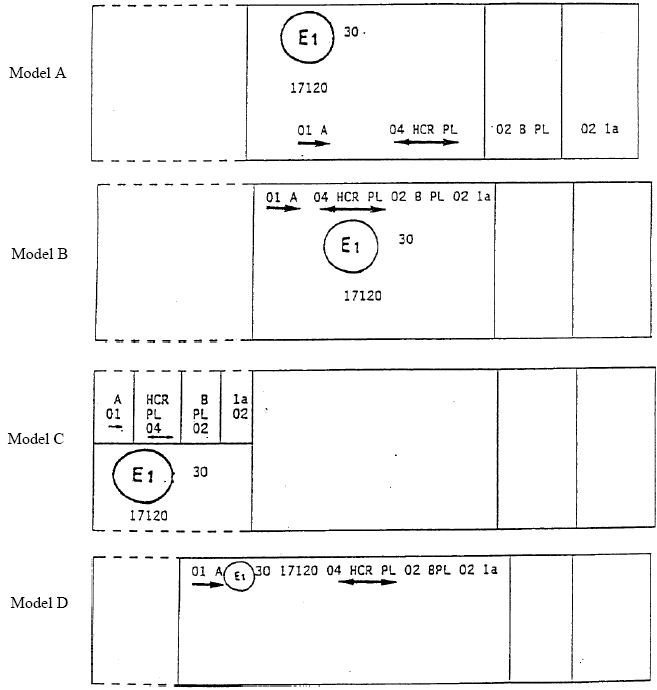 E1 30
Model A
17120
01 A 04 HCR PL 02 B PL 02 1a
01 A 04 HCR PL 02 B PL 02 1a
Model B
E1 30
17120
A HCR B 1a
01 PL PL 02
04 02
Model C
E1 30
17120
01 A E1 30 17120 04 HCR PL 02 BPL 02 1a
Model D